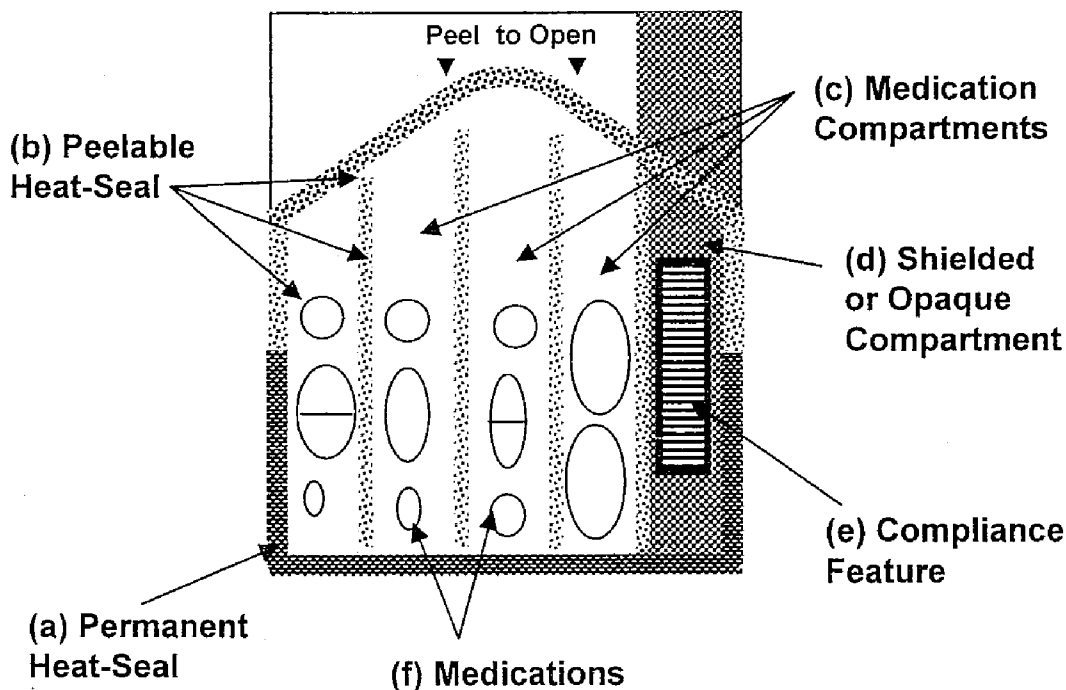 Peel to Open
(c) Medication
Compartments
(b) Peelable
Heat-Seal
(d) Shielded
or Opaque
Compartment
(e) Compliance
Feature
(a) Permanent
Heat-Seal
(f) Medications